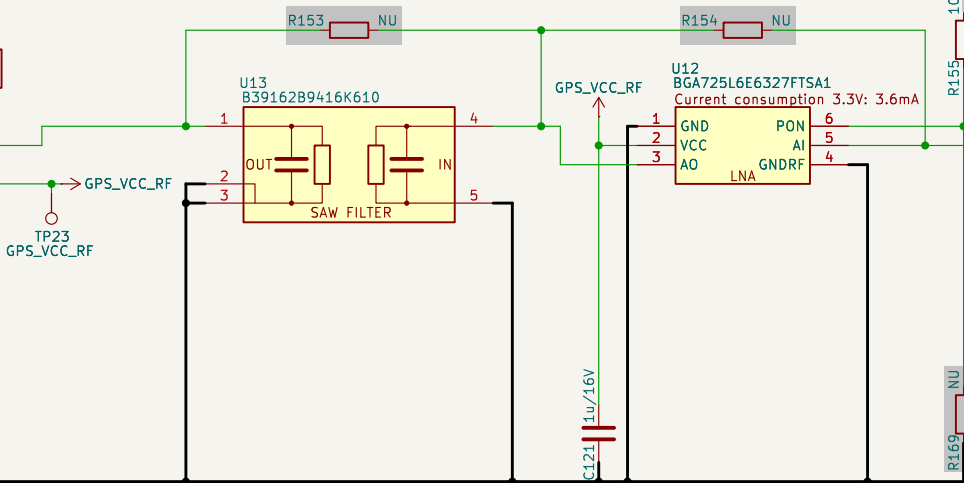 R153 NU
R154 NU
10
R155
U13
B39162B9416K610
GPS_VCC_RF
U12
BGA725L6E6327FTSA1
Current consumption 3.3V: 3.6mA
1
4
OUT
IN
2
3
5
SAW FILTER
1 GND
2 VCC
3 AO
PON 6
AI 5
GNDRF 4
LNA
GPS_VCC_RF
TP23
GPS_VCC_RF
1u/16V
C121
NU
R169